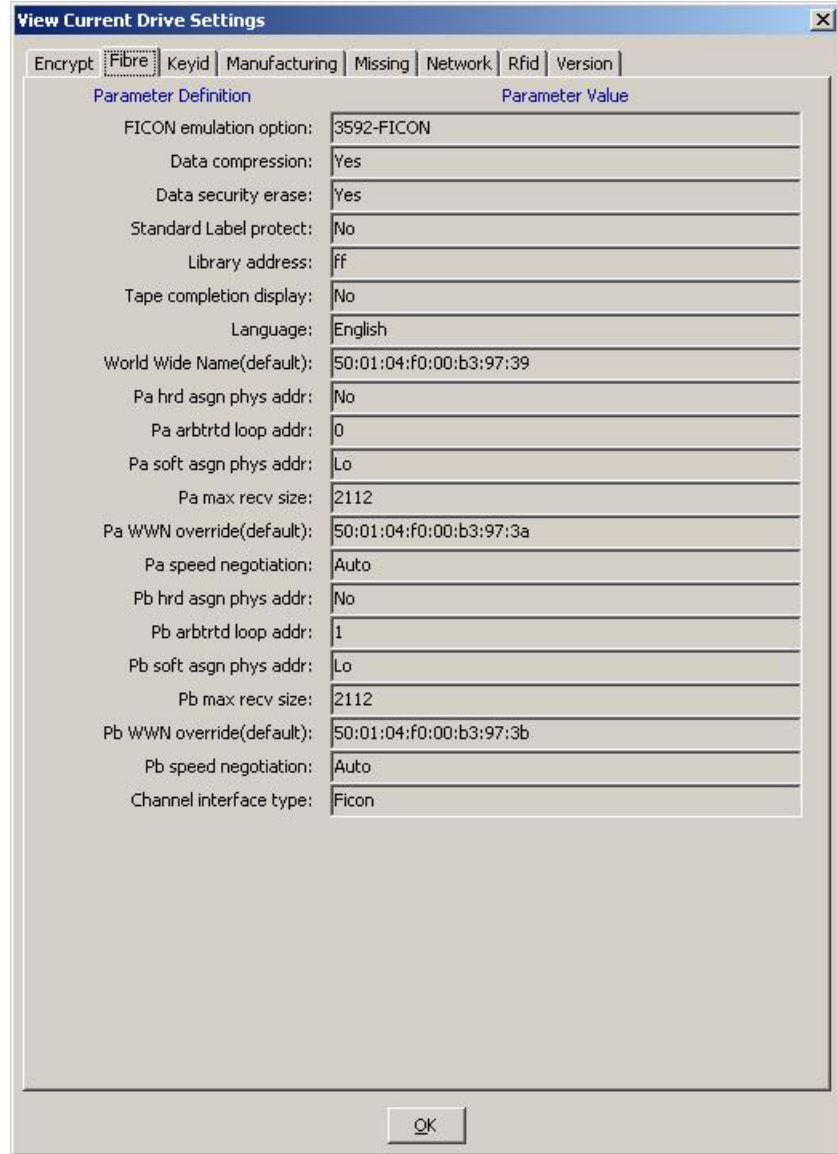 View Current Drive Settings
Encrypt Fibre Keyid Manufacturing Missing Network Rfid Version
Parameter Definition Parameter Value
FICON emulation option: 3592-FICON
Data compression: Yes
Data security erase: Yes
Standard Label protect: No
Library address: ff
Tape completion display: No
Language: English
World Wide Name(default): 50:01:04:f0:00:b3:97:39
Pa hrd asgn phys addr: No
Pa arbtrtd loop addr: 0
Pa soft asgn phys addr: Lo
Pa max recv size: 2112
Pa WWN override(default): 50:01:04:f0:00:b3:97:3a
Pa speed negotiation: Auto
Pb hrd asgn phys addr: No
Pb arbtrtd loop addr: 1
Pb soft asgn phys addr: Lo
Pb max recv size: 2112
Pb WWN override(default): 50:01:04:f0:00:b3:97:3b
Pb speed negotiation: Auto
Channel interface type: Ficon
OK